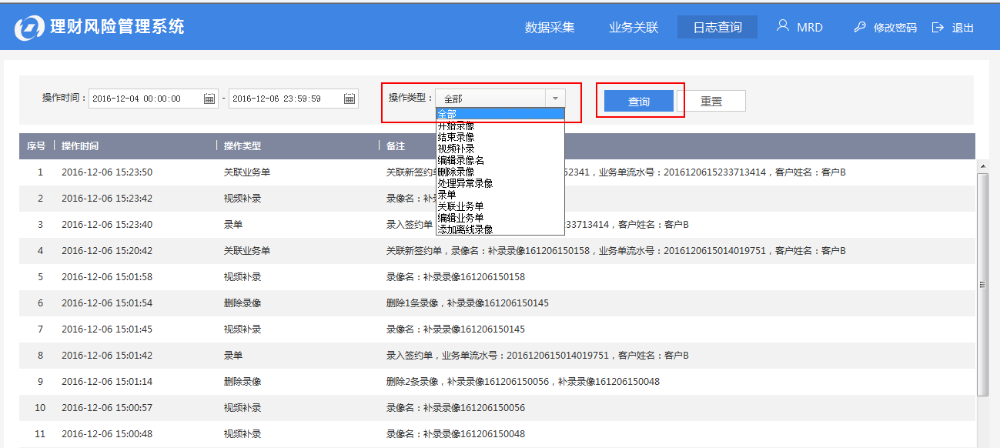 理财风险管理系统
数据采集 业务关联 日志查询 MRD 修改密码 退出
操作时间： 2016-12-04 00:00:00 - 2016-12-06 23:59:59 操作类型： 全部 查询 重置
全部
开始录像
结束录像
视频补录
编辑录像名
删除录像
处理异常录像
录单
关联业务单
编辑业务单
添加离线录像
序号 操作时间 操作类型 备注
1 2016-12-06 15:23:50 关联业务单 关联新签约单 52341，业务单流水号：2016120615233713414，客户姓名：客户B
2 2016-12-06 15:23:42 视频补录 录像名：补录
3 2016-12-06 15:23:40 录单 录入签约单 33713414，客户姓名：客户B
4 2016-12-06 15:20:42 关联业务单 关联新签约单，录像名：补录录像161206150158，业务单流水号：2016120615014019751，客户姓名：客户B
5 2016-12-06 15:01:58 视频补录 录像名：补录录像161206150158
6 2016-12-06 15:01:54 删除录像 删除1条录像，补录录像161206150145
7 2016-12-06 15:01:45 视频补录 录像名：补录录像161206150145
8 2016-12-06 15:01:42 录单 录入签约单，业务单流水号：2016120615014019751，客户姓名：客户B
9 2016-12-06 15:01:14 删除录像 删除2条录像，补录录像161206150056，补录录像161206150048
10 2016-12-06 15:00:57 视频补录 录像名：补录录像161206150056
11 2016-12-06 15:00:48 视频补录 录像名：补录录像161206150048